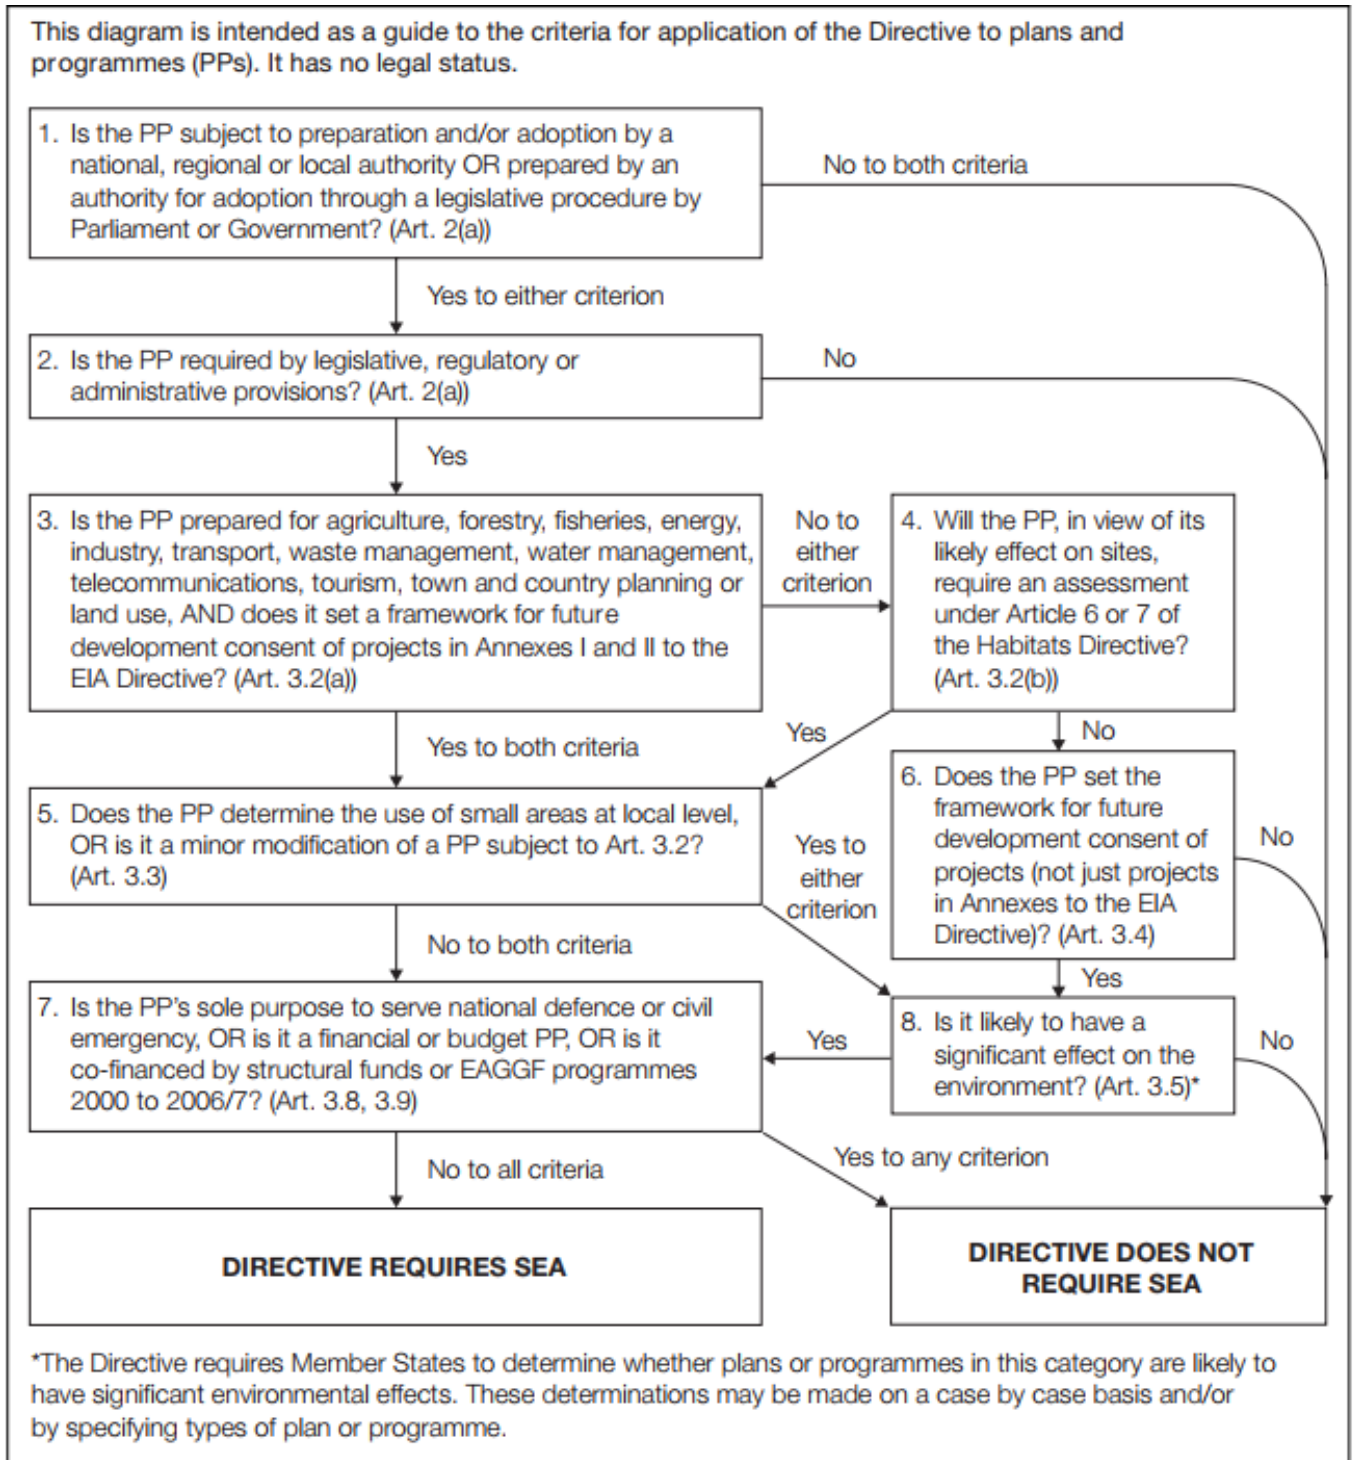 This diagram is intended as a guide to the criteria for application of the Directive to plans and
programmes (PPs). It has no legal status.
1. Is the PP subject to preparation and/or adoption by a
national, regional or local authority OR prepared by an
authority for adoption through a legislative procedure by
Parliament or Government? (Art. 2(a))
No to both criteria
Yes to either criterion
2. Is the PP required by legislative, regulatory or
administrative provisions? (Art. 2(a))
No
Yes
3. Is the PP prepared for agriculture, forestry, fisheries, energy,
industry, transport, waste management, water management,
telecommunications, tourism, town and country planning or
land use, AND does it set a framework for future
development consent of projects in Annexes I and II to the
EIA Directive? (Art. 3.2(a))
No to
either
criterion
4. Will the PP, in view of its
likely effect on sites,
require an assessment
under Article 6 or 7 of
the Habitats Directive?
(Art. 3.2(b))
Yes to both criteria
Yes
No
5. Does the PP determine the use of small areas at local level,
OR is it a minor modification of a PP subject to Art. 3.2?
(Art. 3.3)
Yes to
either
criterion
6. Does the PP set the
framework for future
development consent of
projects (not just projects
in Annexes to the EIA
Directive)? (Art. 3.4)
No
No to both criteria
Yes
7. Is the PP's sole purpose to serve national defence or civil
emergency, OR is it a financial or budget PP, OR is it
co-financed by structural funds or EAGGF programmes
2000 to 2006/7? (Art. 3.8, 3.9)
Yes
8. Is it likely to have a
significant effect on the
environment? (Art. 3.5)*
No
No to all criteria
Yes to any criterion
DIRECTIVE REQUIRES SEA
DIRECTIVE DOES NOT
REQUIRE SEA
*The Directive requires Member States to determine whether plans or programmes in this category are likely to
have significant environmental effects. These determinations may be made on a case by case basis and/or
by specifying types of plan or programme.